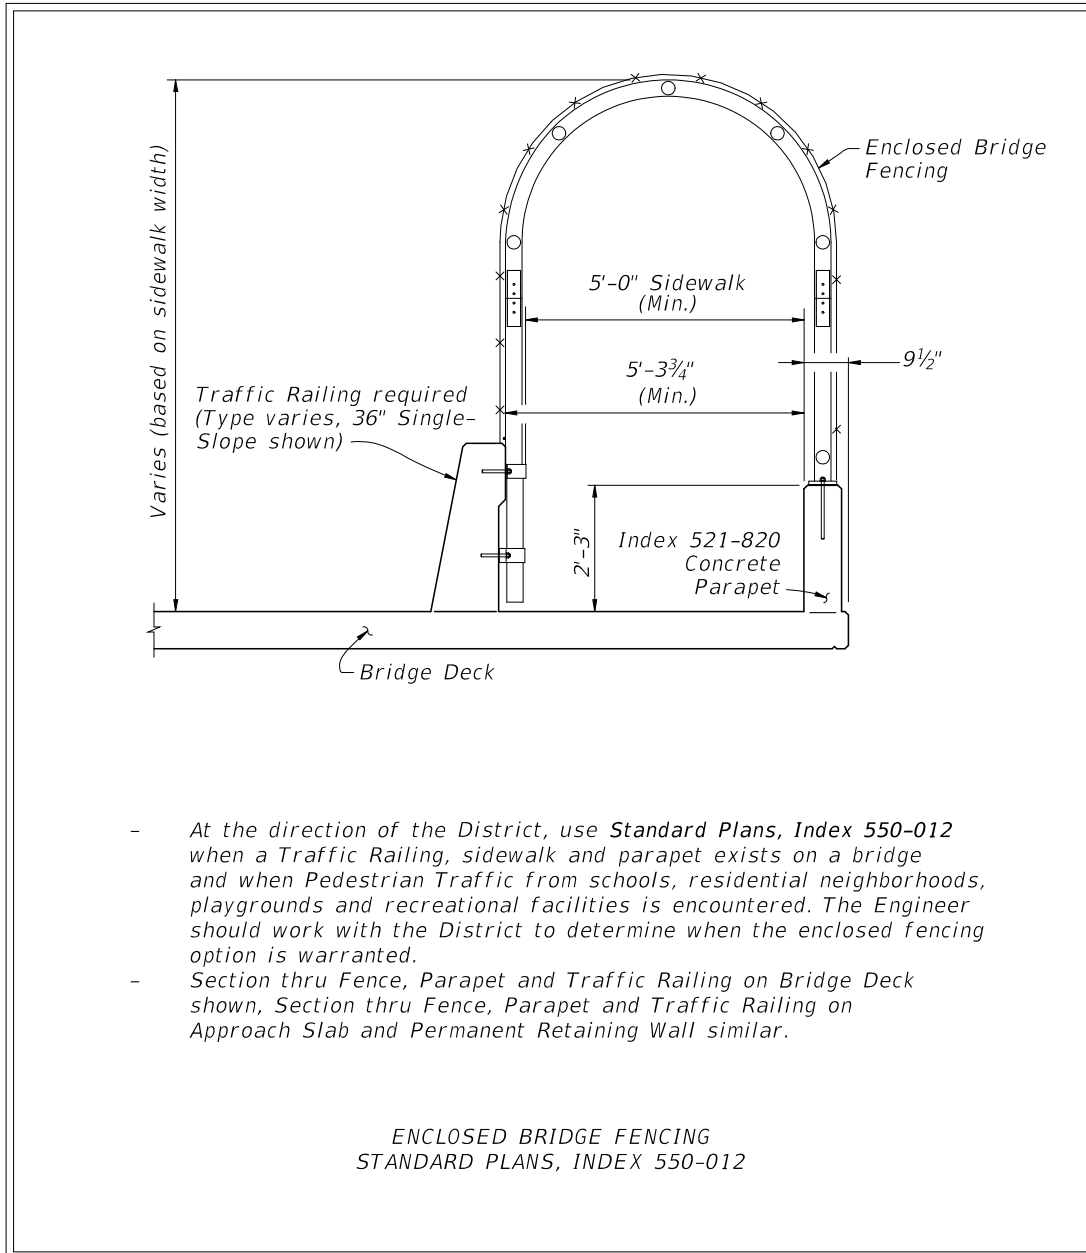 Enclosed Bridge
Fencing
Varies (based on sidewalk width)
5'-0" Sidewalk
(Min.)
5'-3¾"
(Min.)
9½"
Traffic Railing required
(Type varies, 36" Single-
Slope shown)
2'-3"
Index 521-820
Concrete
Parapet
Bridge Deck
- At the direction of the District, use Standard Plans, Index 550-012
when a Traffic Railing, sidewalk and parapet exists on a bridge
and when Pedestrian Traffic from schools, residential neighborhoods,
playgrounds and recreational facilities is encountered. The Engineer
should work with the District to determine when the enclosed fencing
option is warranted.
- Section thru Fence, Parapet and Traffic Railing on Bridge Deck
shown, Section thru Fence, Parapet and Traffic Railing on
Approach Slab and Permanent Retaining Wall similar.
ENCLOSED BRIDGE FENCING
STANDARD PLANS, INDEX 550-012